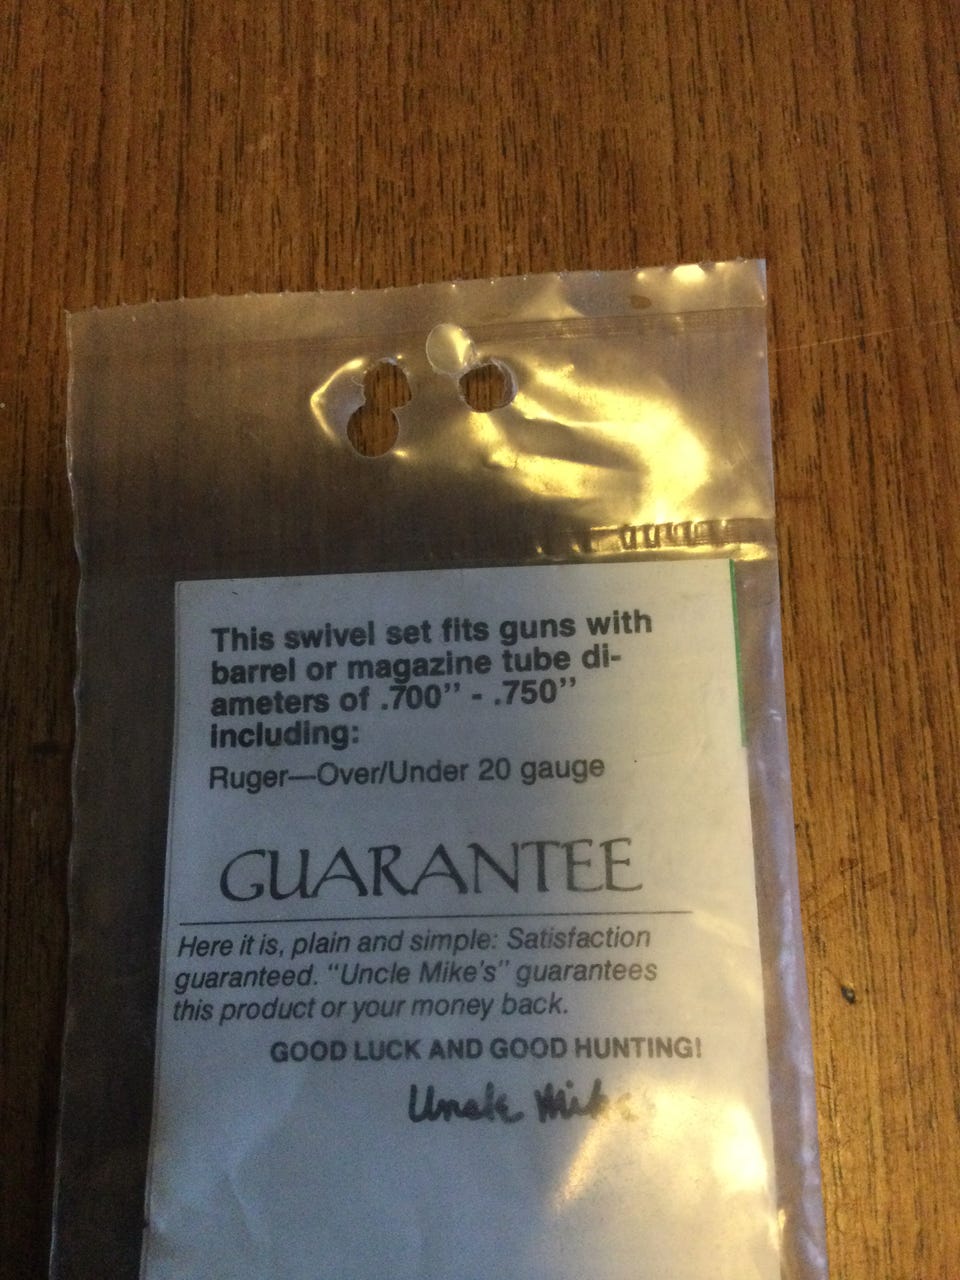 This swivel set fits guns with
barrel or magazine tube di-
ameters of .700” - .750”
including:
Ruger—Over/Under 20 gauge
GUARANTEE
Here it is, plain and simple: Satisfaction
guaranteed. “Uncle Mike’s” guarantees
this product or your money back.
GOOD LUCK AND GOOD HUNTING!
Uncle Mike